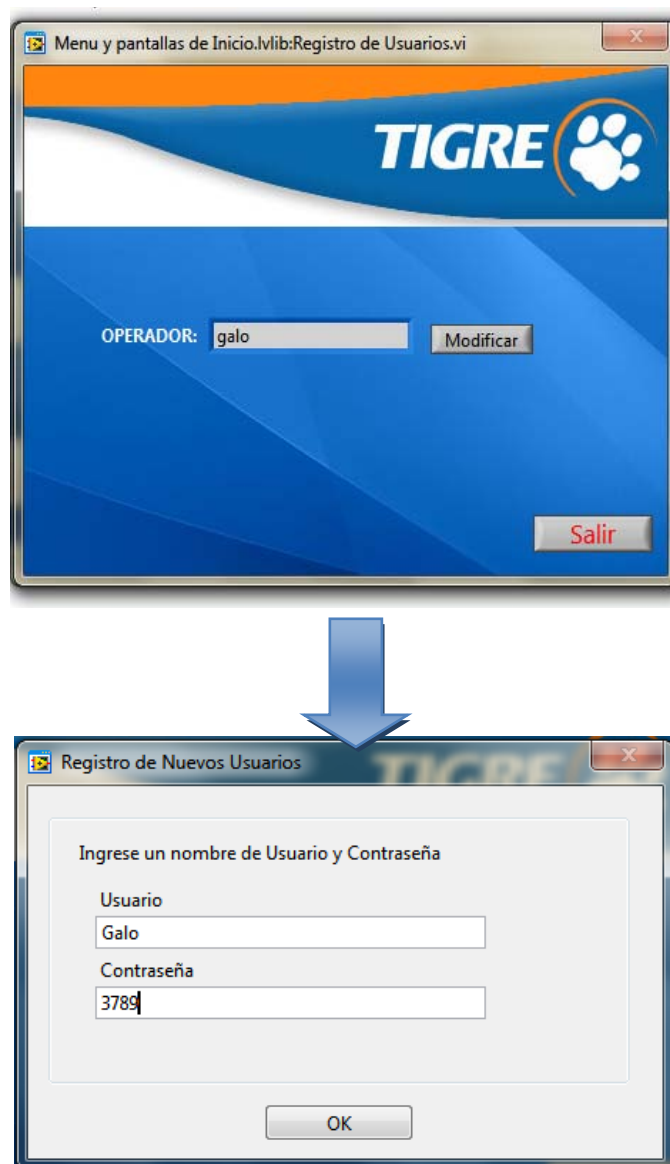 Menu y pantallas de Inicio.lvlib:Registro de Usuarios.vi
TIGRE
OPERADOR: galo Modificar
Salir
Registro de Nuevos Usuarios
TIGRE
Ingrese un nombre de Usuario y Contraseña
Usuario
Galo
Contraseña
3789
OK